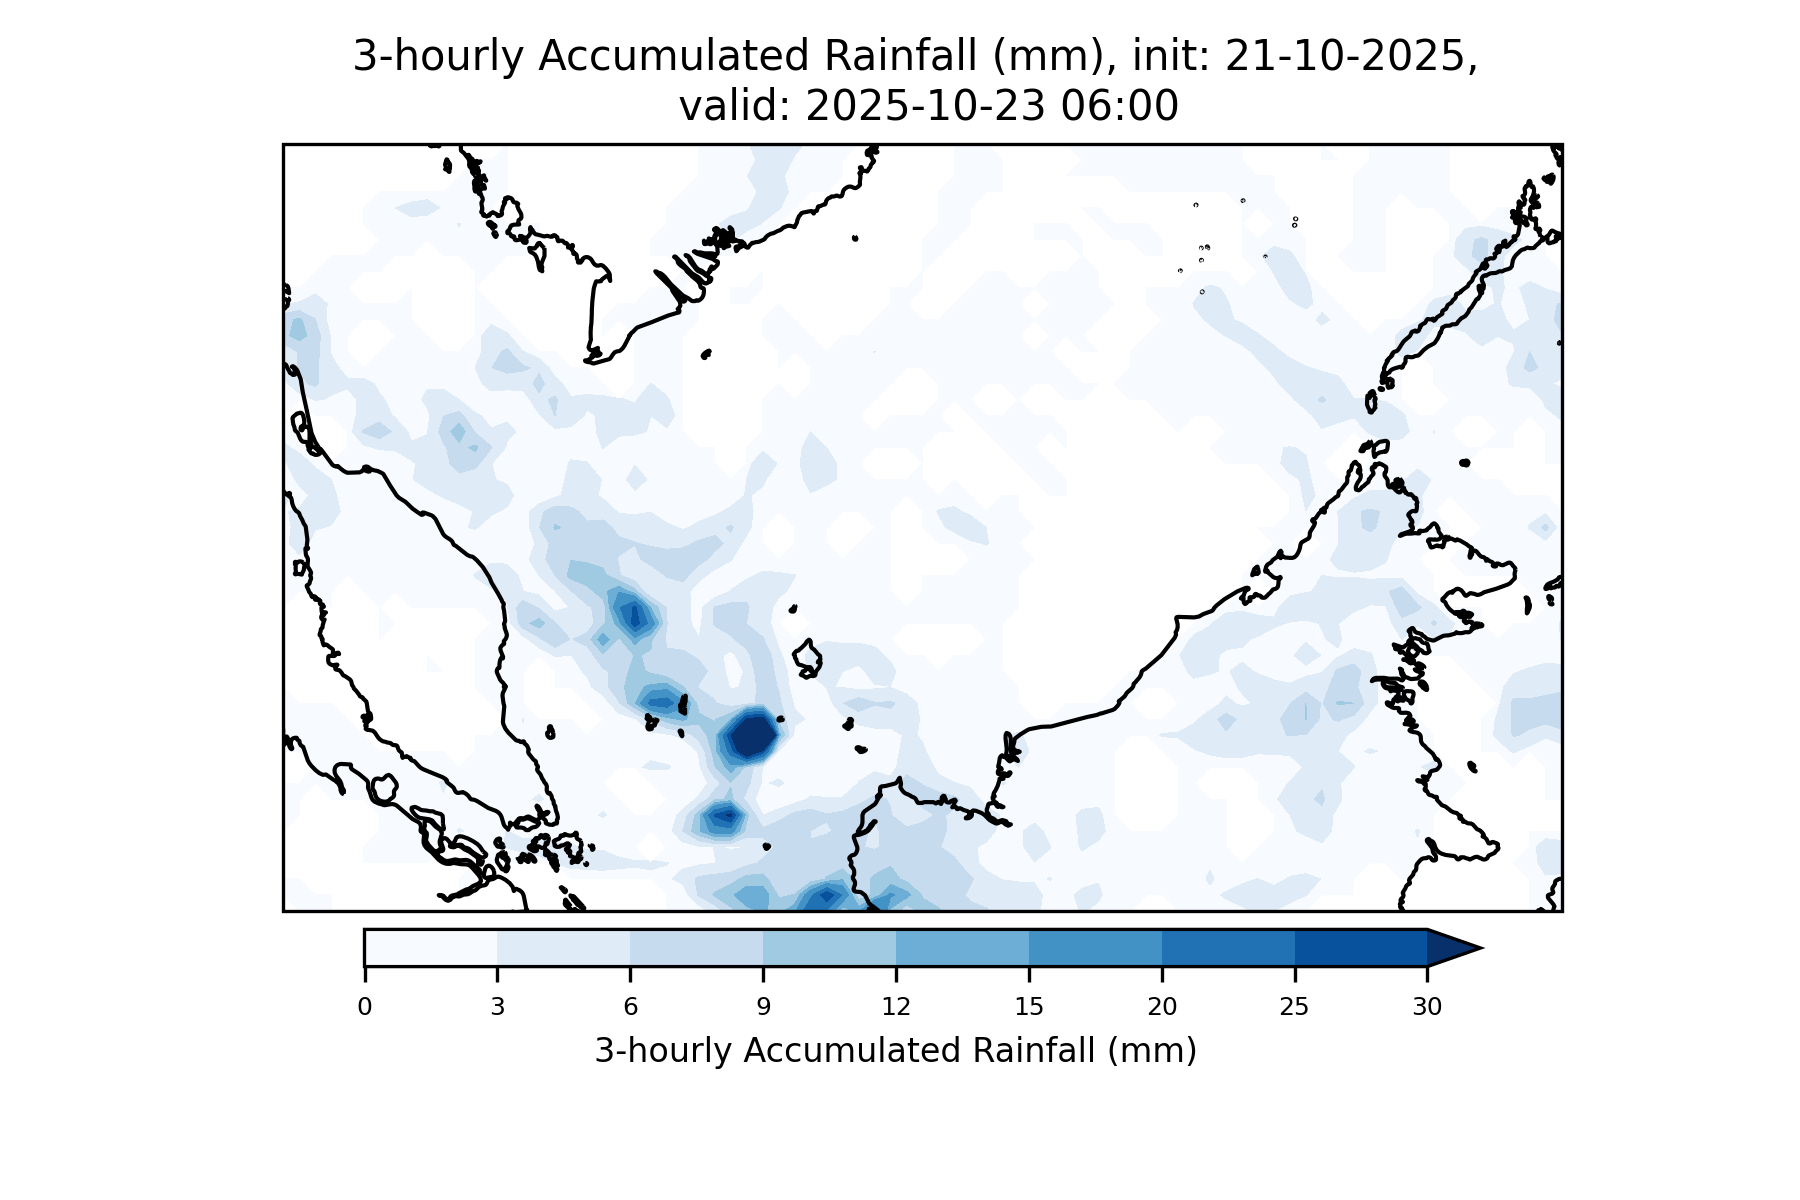 3-hourly Accumulated Rainfall (mm), init: 21-10-2025,
valid: 2025-10-23 06:00
0 3 6 9 12 15 20 25 30
3-hourly Accumulated Rainfall (mm)